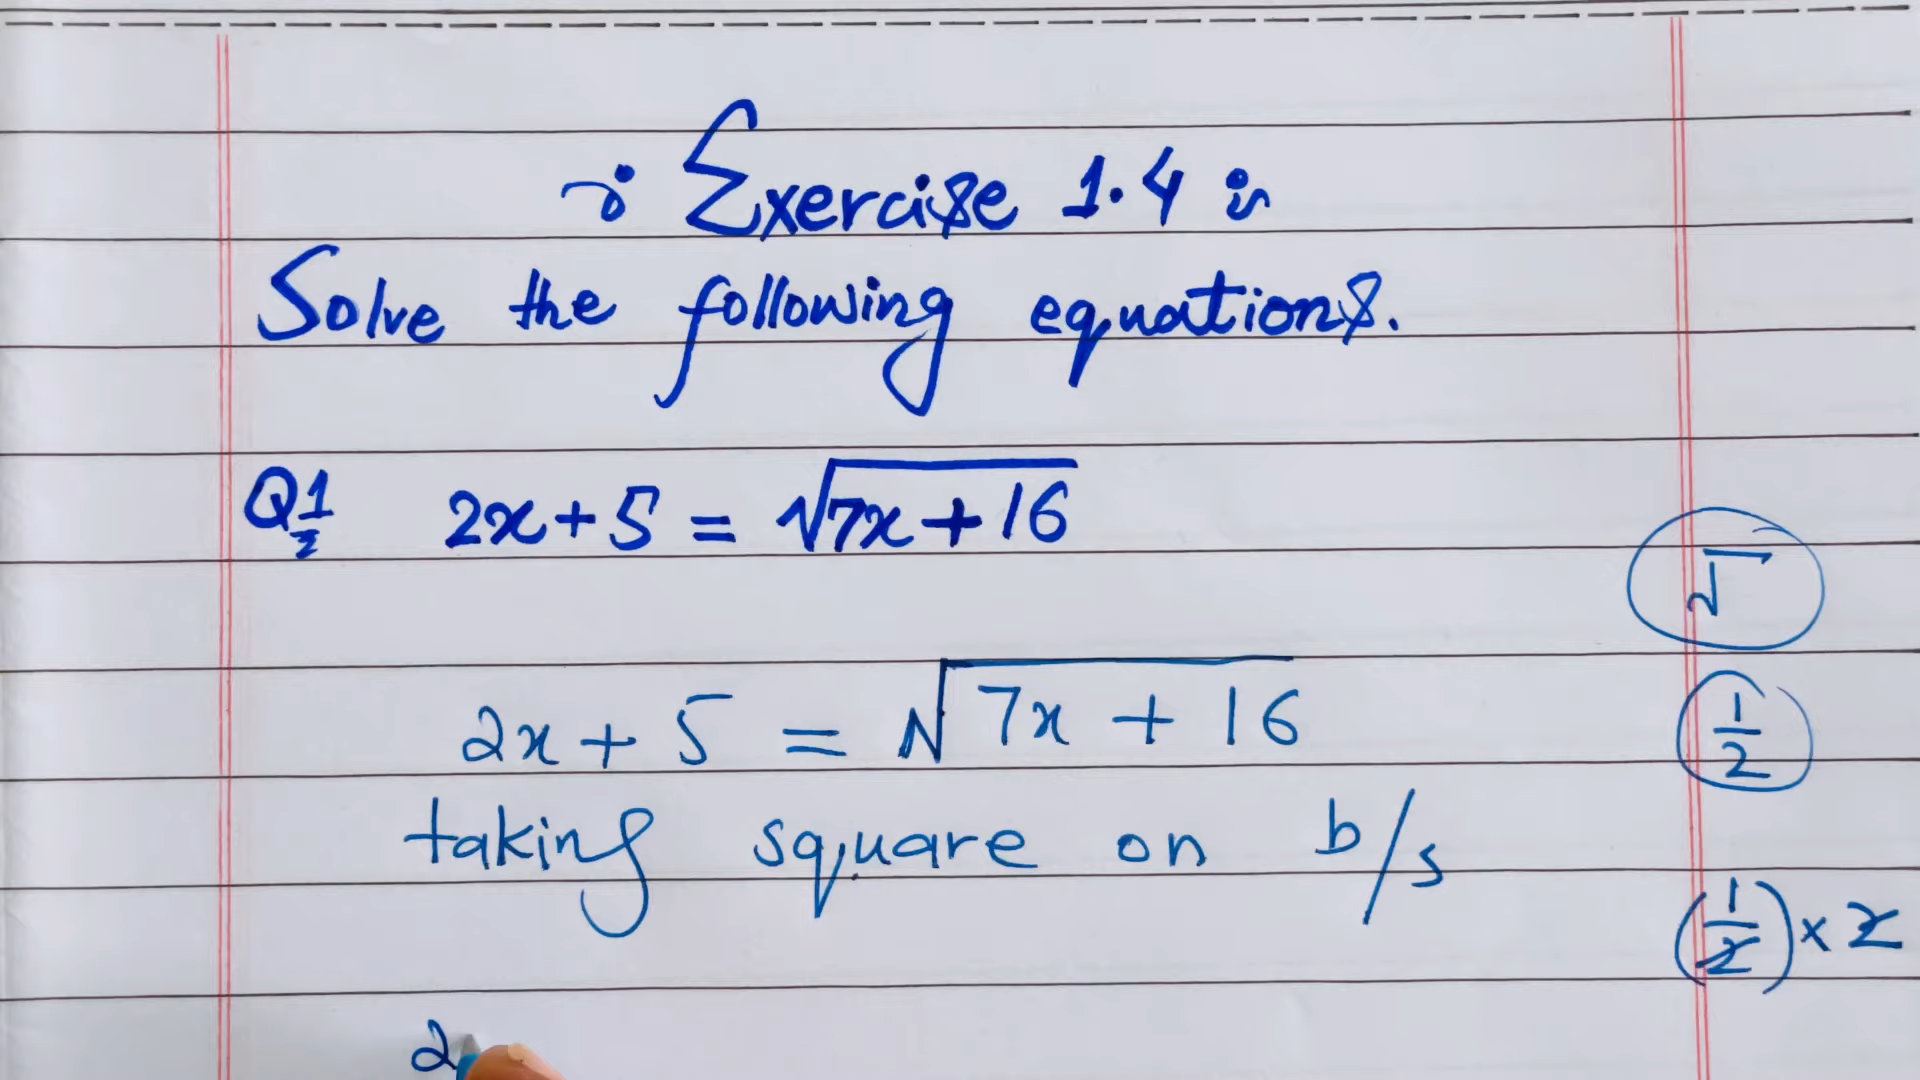 Exercise 1.4
Solve the following equations.
Q1 2x+5 = √7x+16
√
2x + 5 = √7x + 16
1/2
taking square on b/s
(1/2)×2
2